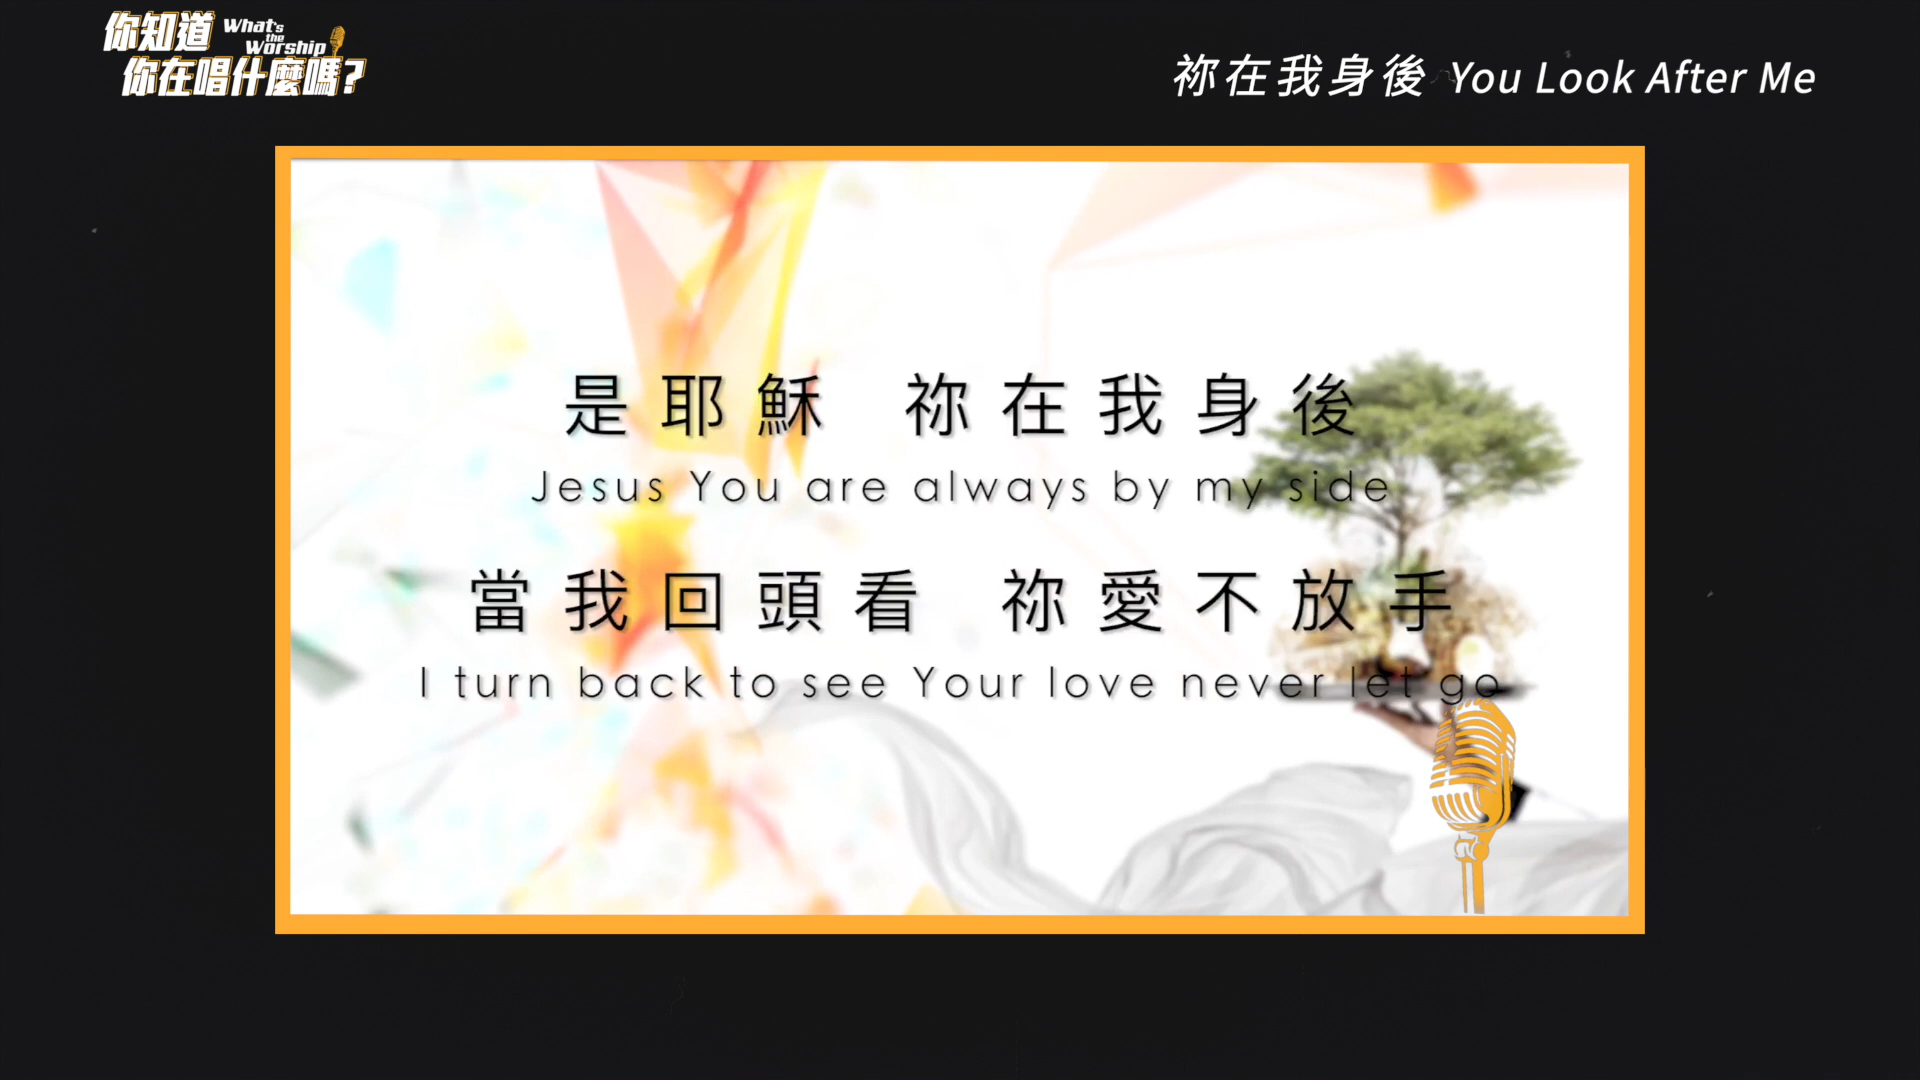 你知道 What's the Worship
你在唱什麼嗎?
祢在我身後 You Look After Me
是耶穌 祢在我身後
Jesus You are always by my side
當我回頭看 祢愛不放手
I turn back to see Your love never let go